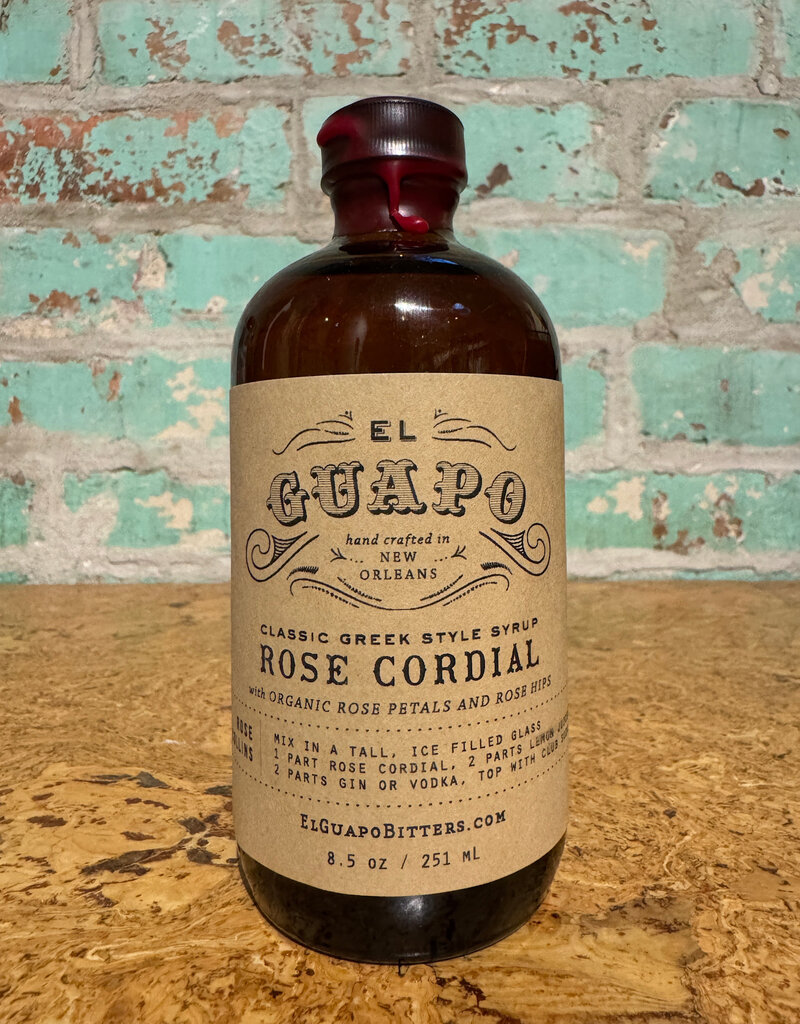 EL
GUAPO
hand crafted in
NEW
ORLEANS
CLASSIC GREEK STYLE SYRUP
ROSE CORDIAL
with ORGANIC ROSE PETALS AND ROSE HIPS
ROSE
MIX IN A TALL, ICE FILLED GLASS
1 PART ROSE CORDIAL, 2 PARTS LEMON
2 PARTS GIN OR VODKA, TOP WITH CLUB
ELGUAPOBITTERS.COM
8.5 oz / 251 mL